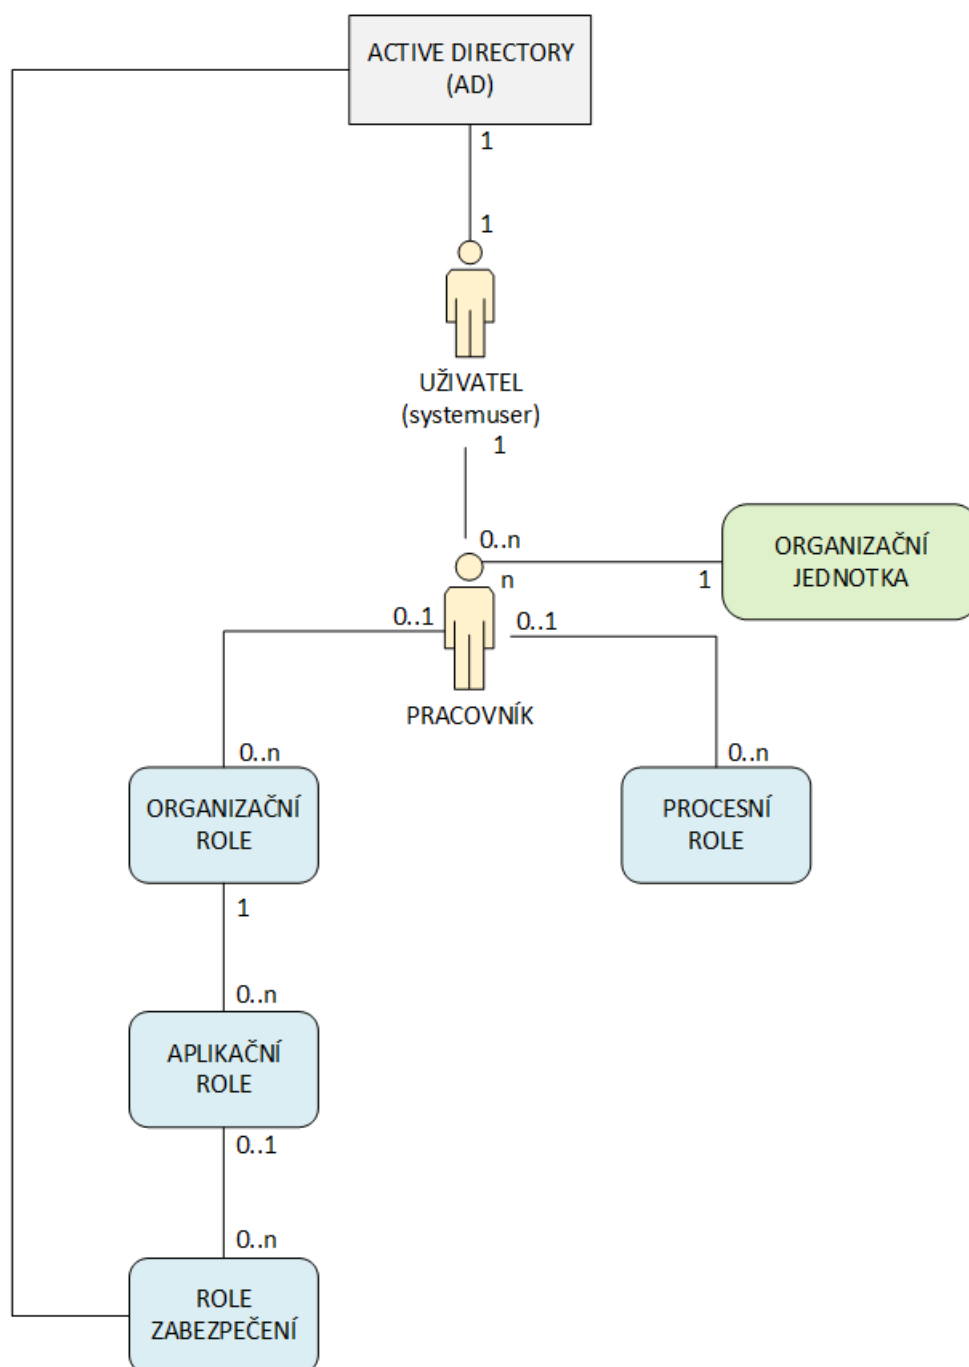 ACTIVE DIRECTORY
(AD)
1
1
UŽIVATEL
(systemuser)
1
0..n
n
1
ORGANIZAČNÍ
JEDNOTKA
0..1
0..1
PRACOVNÍK
0..n
0..n
ORGANIZAČNÍ
ROLE
PROCESNÍ
ROLE
1
0..n
APLIKAČNÍ
ROLE
0..1
0..n
ROLE
ZABEZPEČENÍ